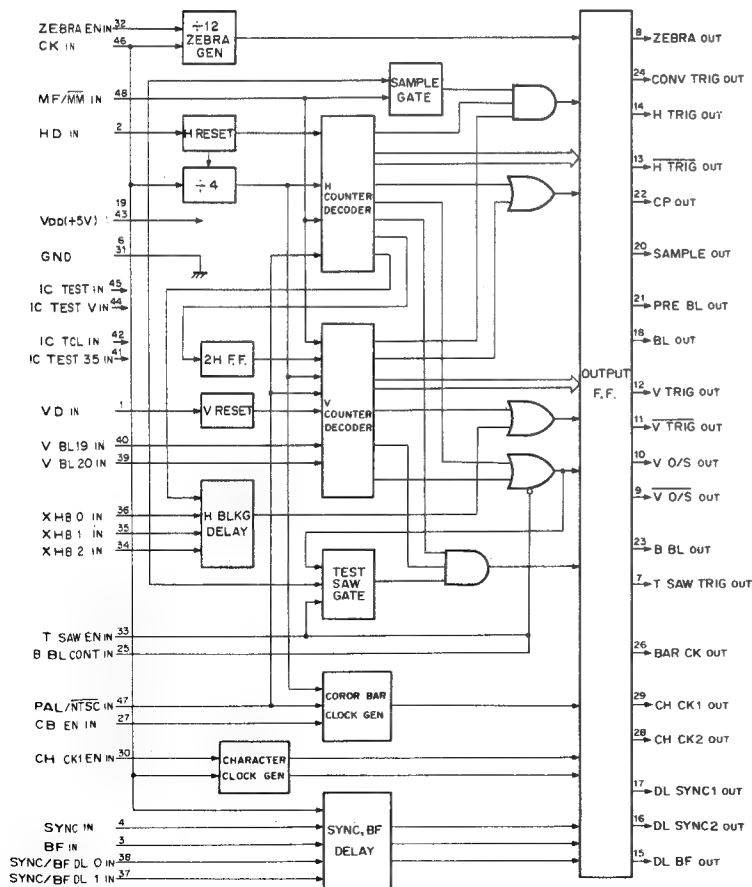 ZEBRA EN IN 32
CK IN 46
÷12
ZEBRA
GEN
MF/MM IN 48
HD IN 2
H RESET
÷4
19
VDD(+5V) 43
6
GND 31
IC TEST IN 45
IC TEST V IN 44
IC TCL IN 42
IC TEST 35 IN 41
2H F.F.
VD IN 1
V RESET
V BL19 IN 40
V BL20 IN 39
XHB 0 IN 36
XHB 1 IN 35
XHB 2 IN 34
H BLKG
DELAY
SAMPLE
GATE
H
COUNTER
DECODER
V
COUNTER
DECODER
TEST
SAW
GATE
T SAW EN IN 33
B BL CONT IN 25
PAL/NTSC IN 47
CB EN IN 27
COROR BAR
CLOCK GEN
CH CK1 EN IN 30
CHARACTER
CLOCK GEN
SYNC IN 4
BF IN 3
SYNC/BF DL 0 IN 38
SYNC/BF DL 1 IN 37
SYNC, BF
DELAY
OUTPUT
F.F.
8 ZEBRA OUT
24 CONV TRIG OUT
14 H TRIG OUT
13 H TRIG OUT
22 CP OUT
20 SAMPLE OUT
21 PRE BL OUT
18 BL OUT
12 V TRIG OUT
11 V TRIG OUT
10 V O/S OUT
9 V O/S OUT
23 B BL OUT
7 T SAW TRIG OUT
26 BAR CK OUT
29 CH CK1 OUT
28 CH CK2 OUT
17 DL SYNC1 OUT
16 DL SYNC2 OUT
15 DL BF OUT